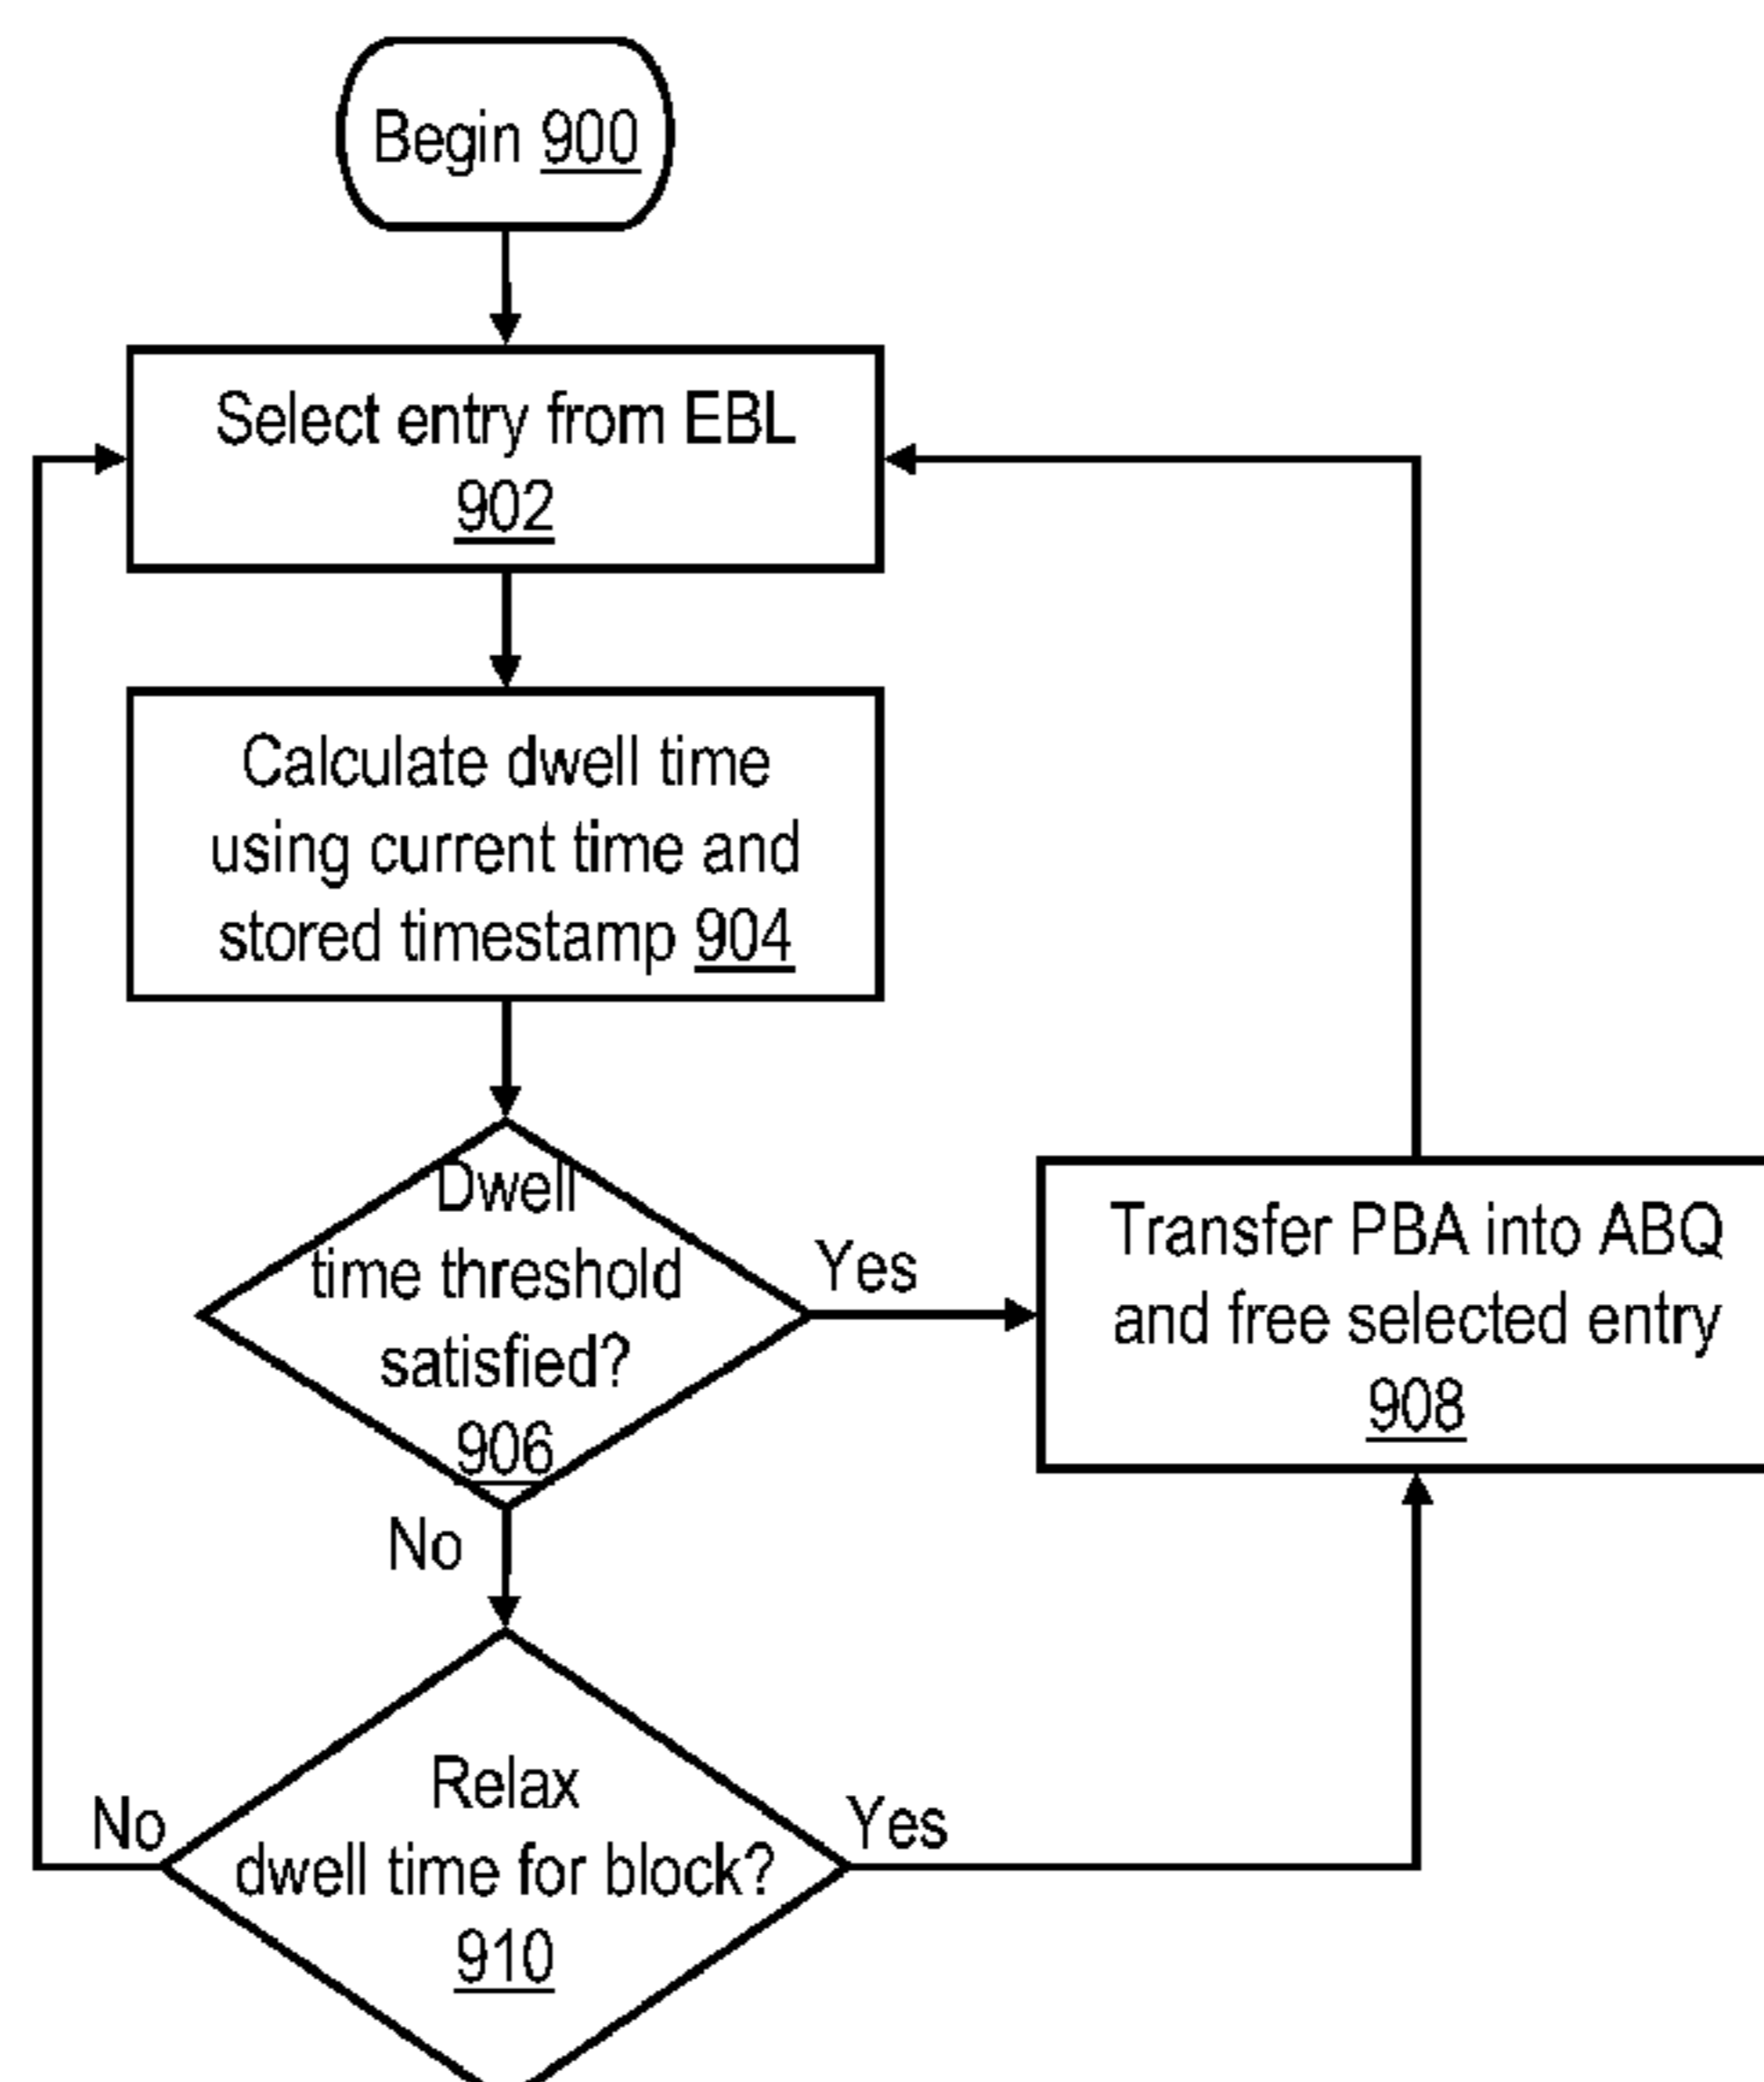 Begin 900
Select entry from EBL
902
Calculate dwell time
using current time and
stored timestamp 904
Dwell
time threshold
satisfied?
906
Yes
Transfer PBA into ABQ
and free selected entry
908
No
Relax
dwell time for block?
910
No
Yes